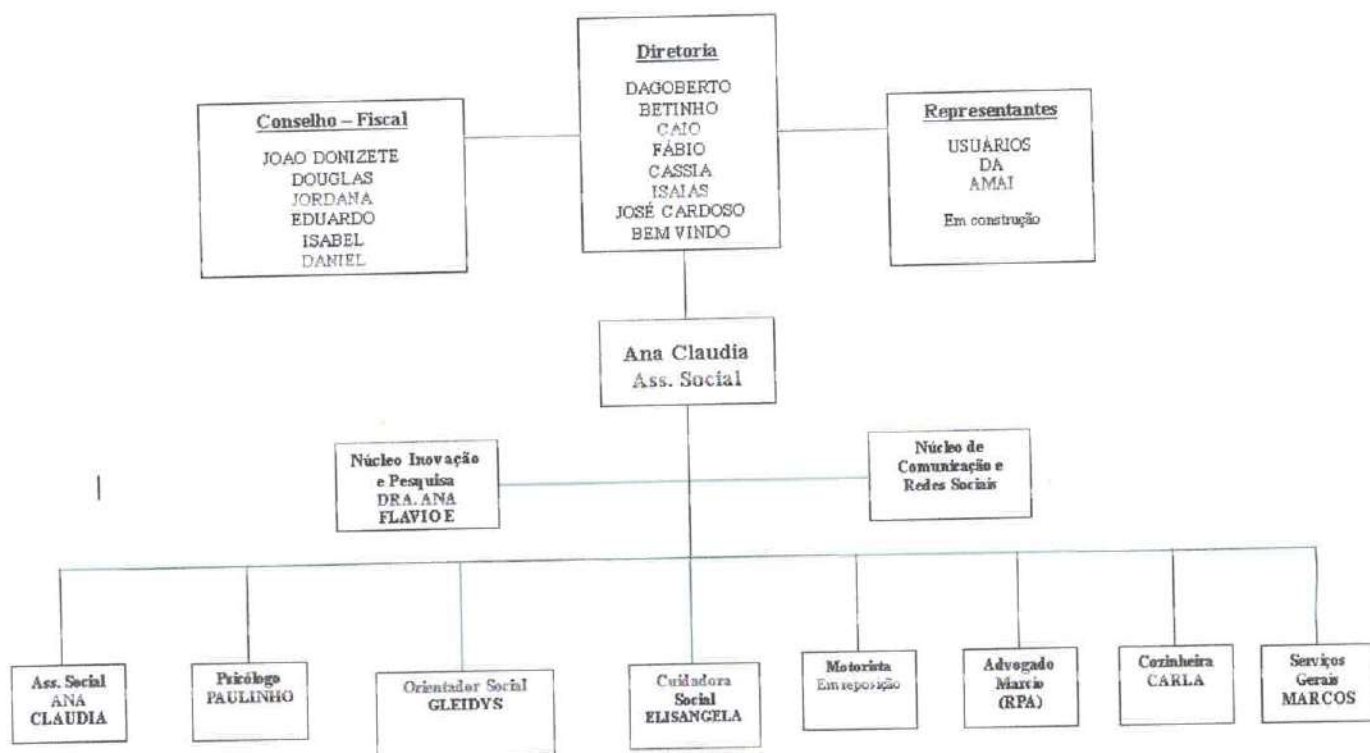 Diretoria
DAGOBERTO
BETINHO
CAIO
FÁBIO
CASSIA
ISAIAS
JOSÉ CARDOSO
BEM VINDO
Conselho – Fiscal
JOAO DONIZETE
DOUGLAS
JORDANA
EDUARDO
ISABEL
DANIEL
Representantes
USUÁRIOS
DA
AMAI
Em construção
Ana Claudia
Ass. Social
Núcleo Inovação
e Pesquisa
DRA. ANA
FLAVIO E
Núcleo de
Comunicação e
Redes Sociais
Ass. Social
ANA
CLAUDIA
Psicólogo
PAULINHO
Orientador Social
GLEIDYS
Cuidadora
Social
ELISANGELA
Motorista
Em reposição
Advogado
Marcio
(RPA)
Cozinheira
CARLA
Serviços
Gerais
MARCOS